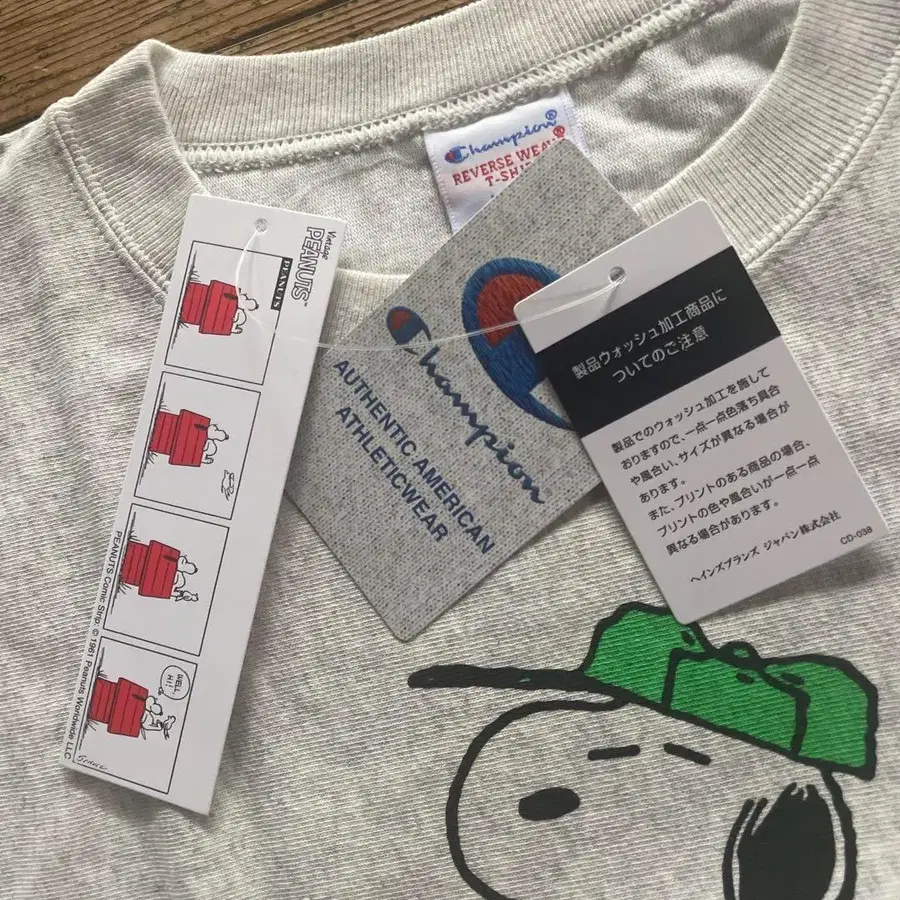 Champion®
REVERSE WEAVE®
Vintage
PEANUTS™
PEANUTS
WELL, HI!
SCHULZ
PEANUTS Comic Strip: © 1961 Peanuts Worldwide LLC
Champion
AUTHENTIC AMERICAN
ATHLETICWEAR
製品ウォッシュ加工商品に
ついてのご注意
製品でのウォッシュ加工を施して
おりますので、一点一点色落ち具合
や風合い、サイズが異なる場合が
あります。
また、プリントのある商品の場合、
プリントの色や風合いが一点一点
異なる場合があります。
ヘインズブランズ ジャパン株式会社
CD-038